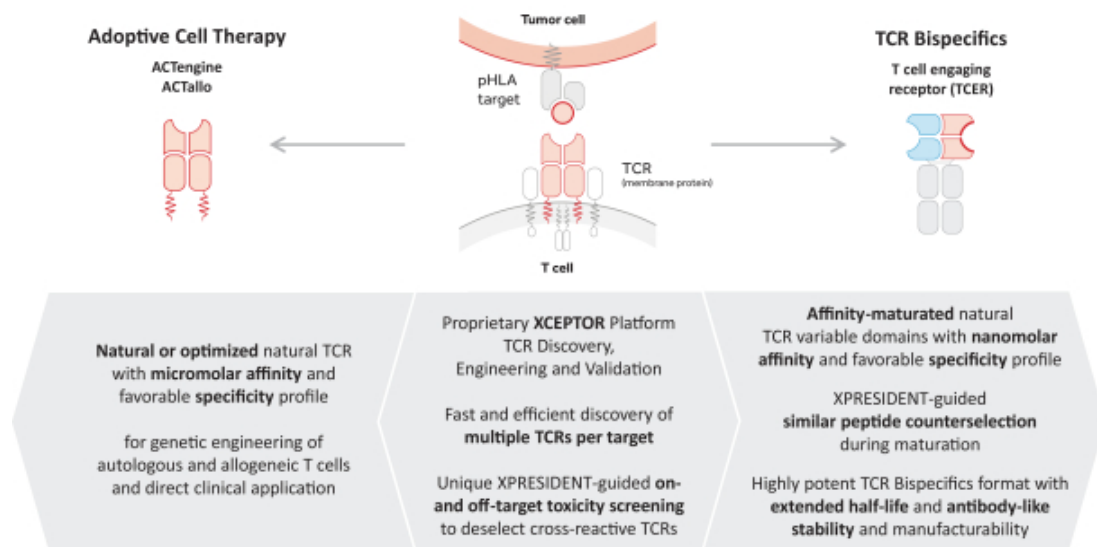 Adoptive Cell Therapy
ACTengine
ACTallo
Tumor cell
pHLA
target
TCR
(membrane protein)
T cell
TCR Bispecifics
T cell engaging
receptor (TCER)
Natural or optimized natural TCR
with micromolar affinity and
favorable specificity profile
for genetic engineering of
autologous and allogeneic T cells
and direct clinical application
Proprietary XCEPTOR Platform
TCR Discovery,
Engineering and Validation
Fast and efficient discovery of
multiple TCRs per target
Unique XPRESIDENT-guided on-
and off-target toxicity screening
to deselect cross-reactive TCRs
Affinity-maturated natural
TCR variable domains with nanomolar
affinity and favorable specificity profile
XPRESIDENT-guided
similar peptide counterselection
during maturation
Highly potent TCR Bispecifics format with
extended half-life and antibody-like
stability and manufacturability